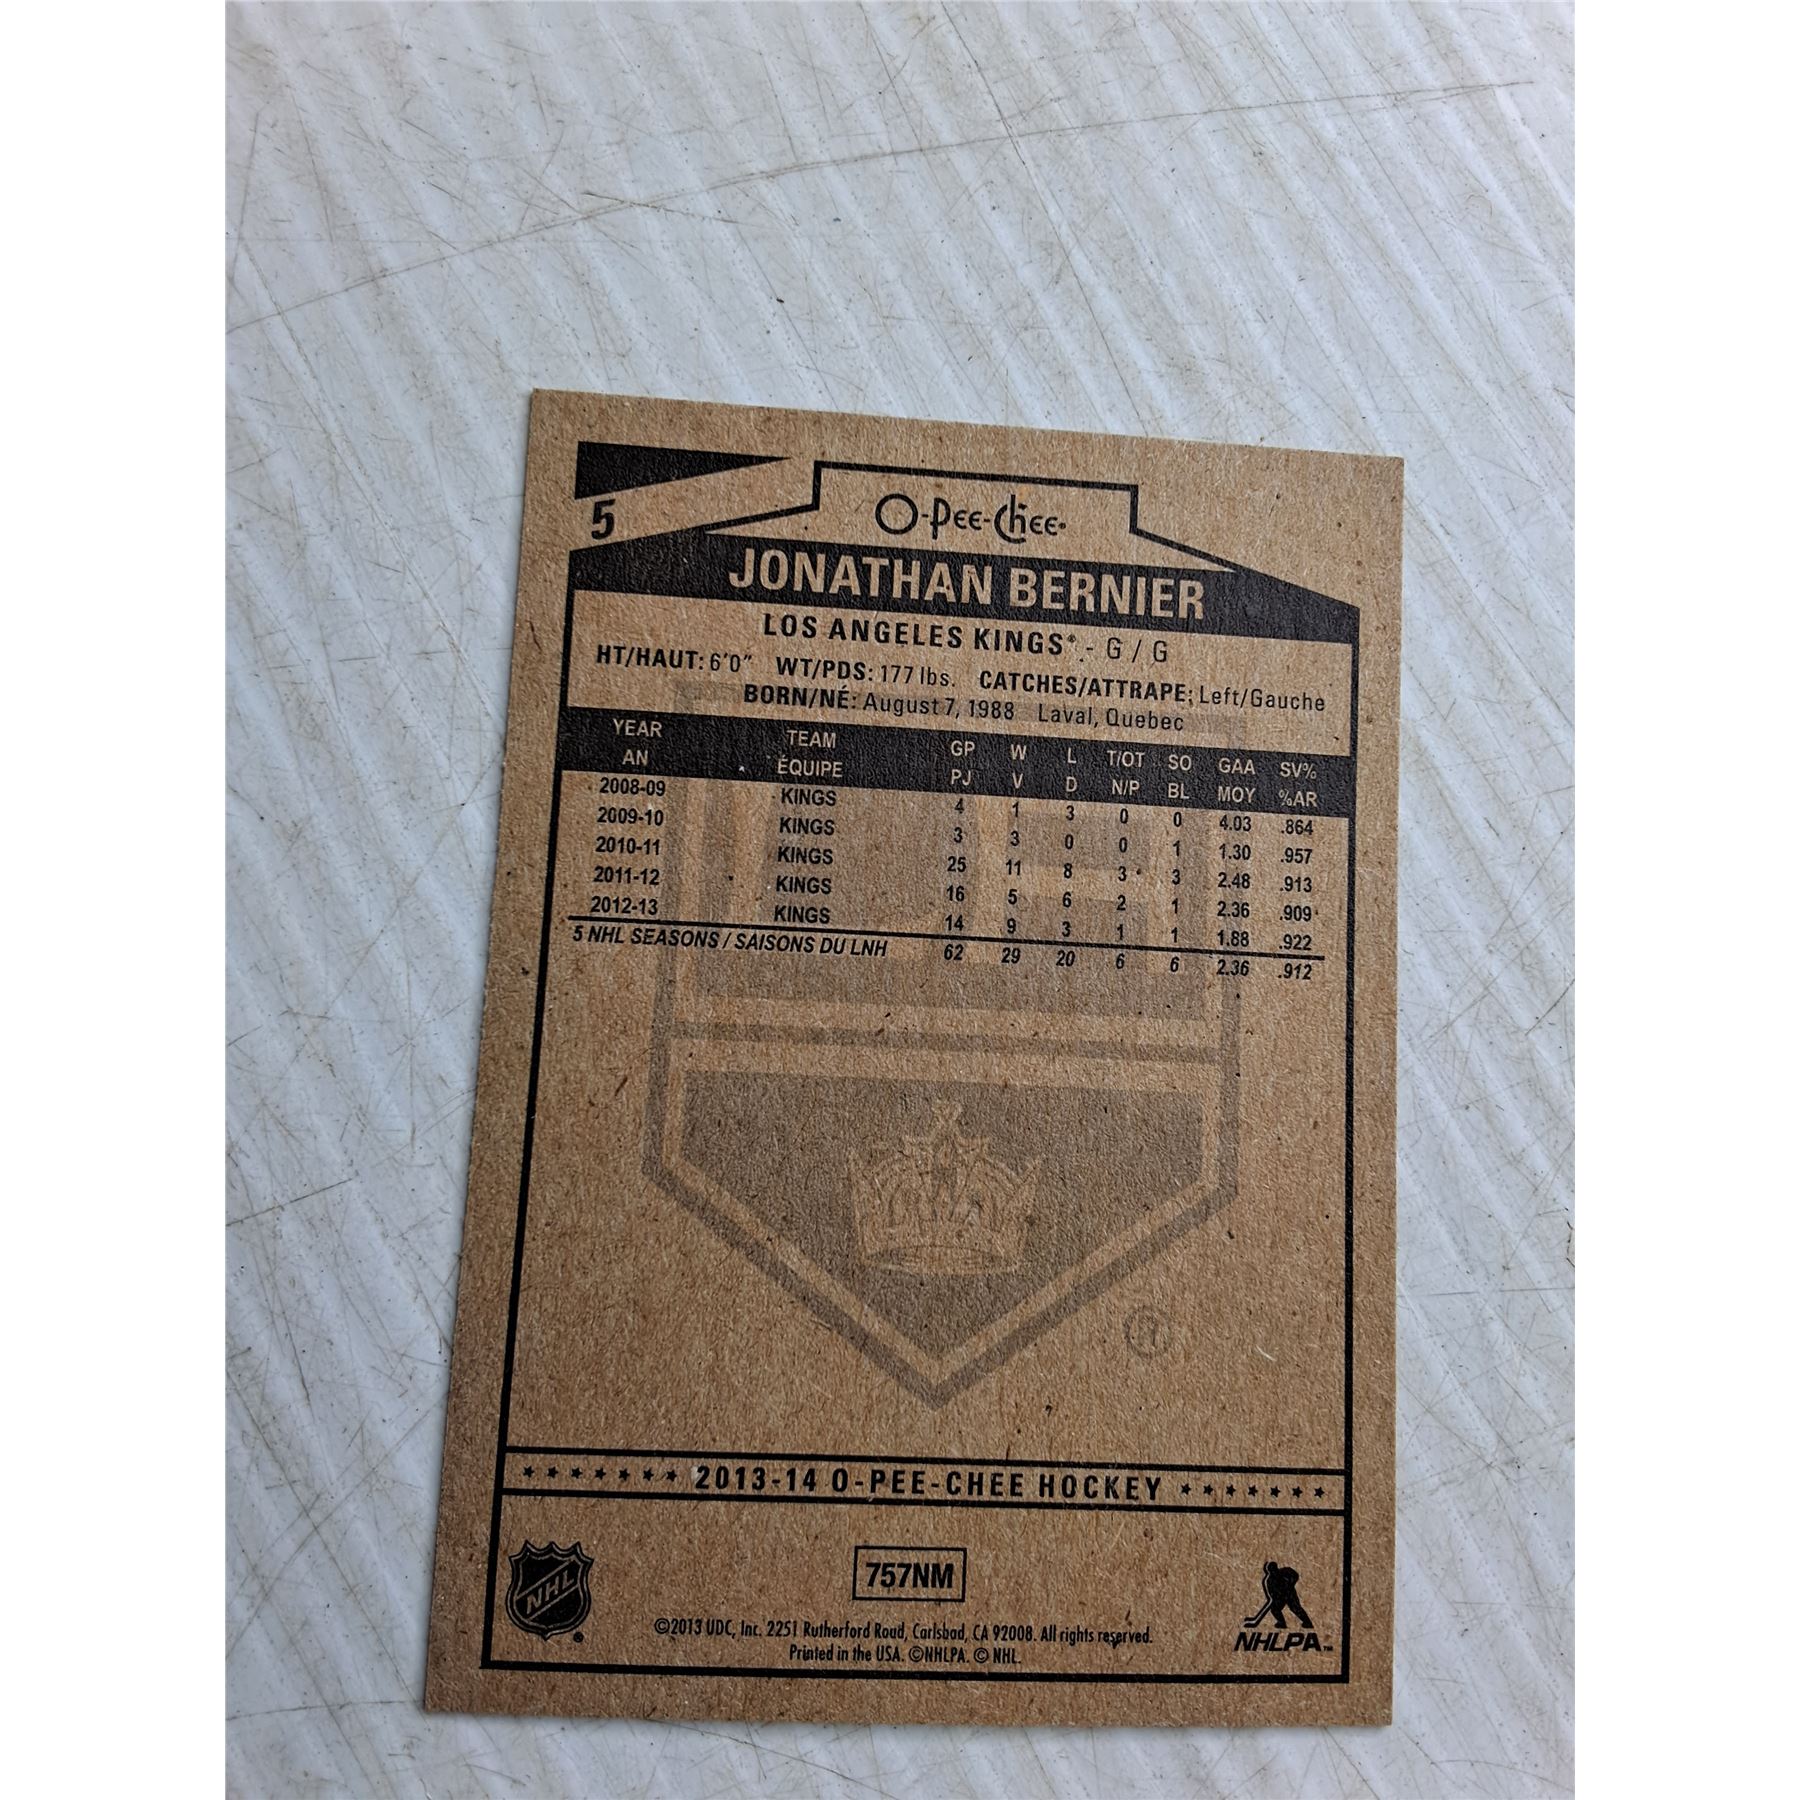 5
O-Pee-Chee
JONATHAN BERNIER
LOS ANGELES KINGS® - G / G
HT/HAUT: 6'0" WT/PDS: 177 lbs. CATCHES/ATTRAPE: Left/Gauche
BORN/NÉ: August 7, 1988 Laval, Quebec
YEAR TEAM GP W L T/OT SO GAA SV%
AN ÉQUIPE PJ V D N/P BL MOY %AR
2008-09 KINGS 4 1 3 0 0 4.03 .864
2009-10 KINGS 3 3 0 0 1 1.30 .957
2010-11 KINGS 25 11 8 3 3 2.48 .913
2011-12 KINGS 16 5 6 2 1 2.36 .909
2012-13 KINGS 14 9 3 1 1 1.88 .922
5 NHL SEASONS / SAISONS DU LNH 62 29 20 6 6 2.36 .912
®
2013-14 O-PEE-CHEE HOCKEY
NHL®
757NM
©2013 UDC, Inc. 2251 Rutherford Road, Carlsbad, CA 92008. All rights reserved.
Printed in the USA. ©NHLPA. © NHL.
NHLPA™